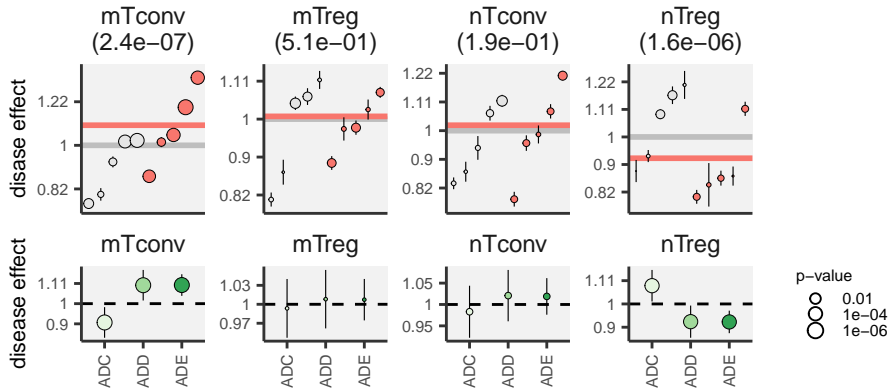 mTconv
(2.4e−07)
mTreg
(5.1e−01)
nTconv
(1.9e−01)
nTreg
(1.6e−06)
disase effect
1.22
1
0.82
1.11
1
0.9
0.82
1.22
1.11
1
0.9
0.82
1.22
1.11
1
0.9
0.82
mTconv
mTreg
nTconv
nTreg
disease effect
1.11
1
0.9
1.03
1
0.97
1.05
1
0.95
1.11
1
0.9
ADC
ADD
ADE
ADC
ADD
ADE
ADC
ADD
ADE
ADC
ADD
ADE
p−value
0.01
1e−04
1e−06